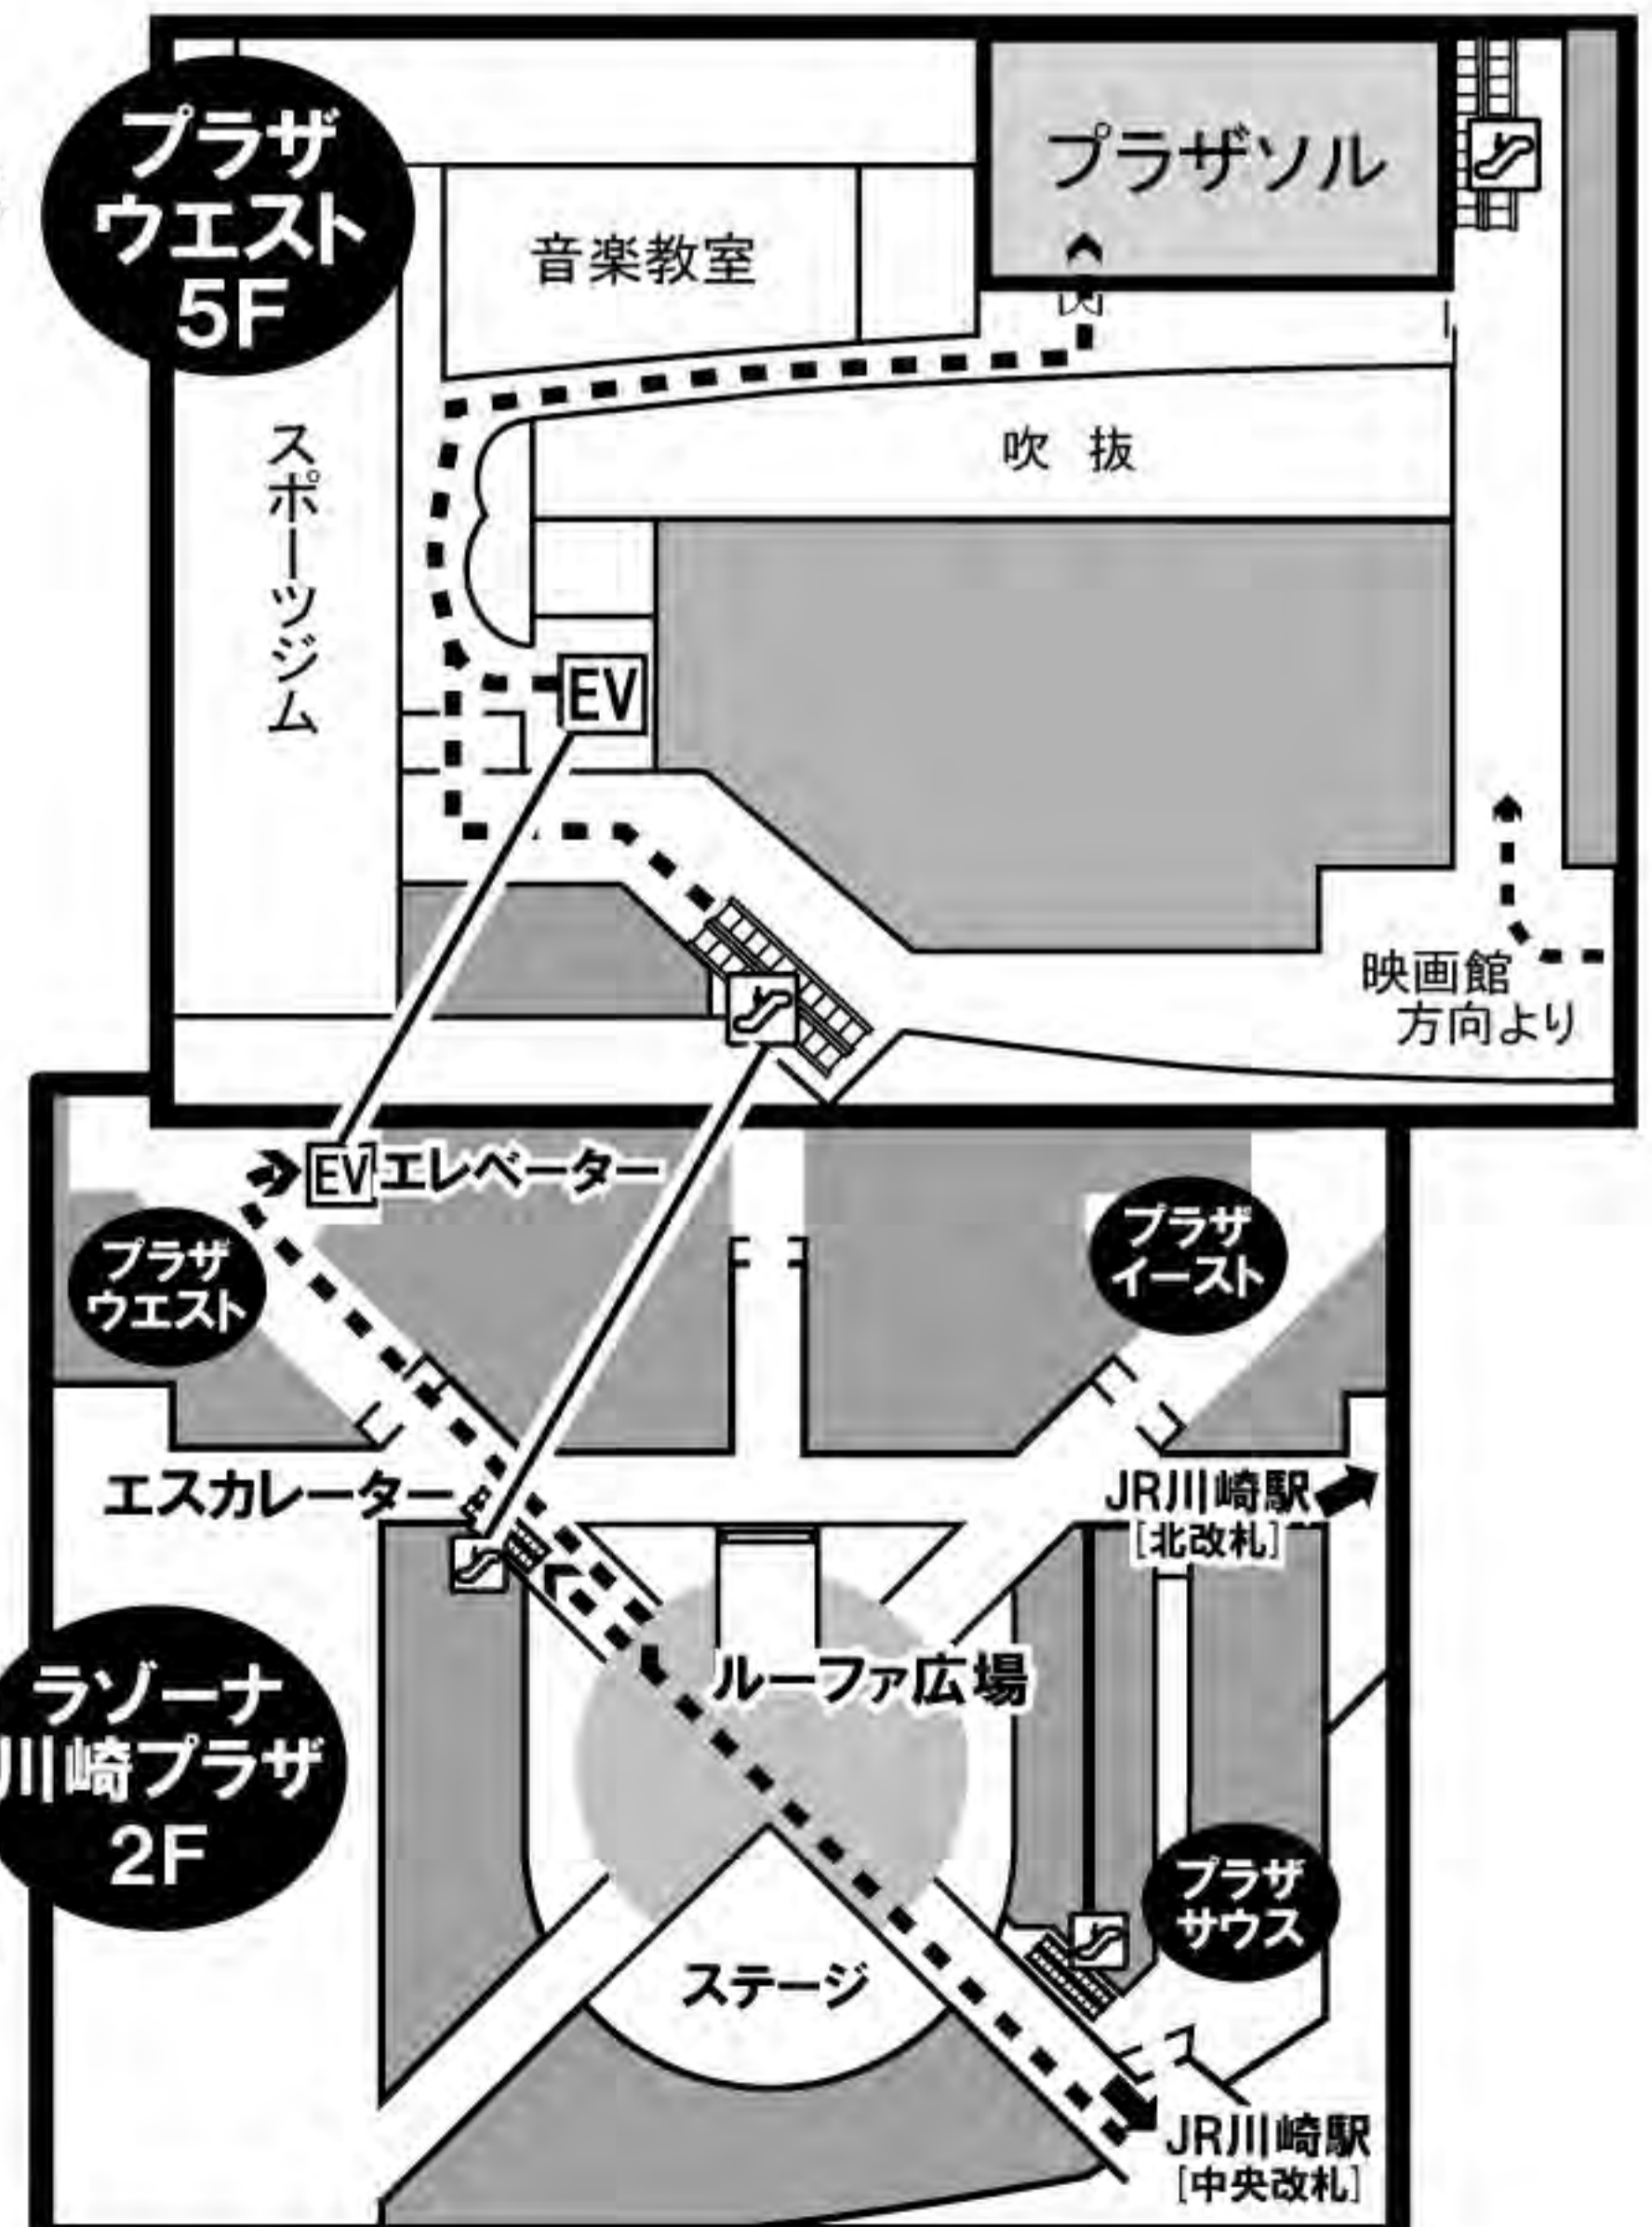 プラザ
ウエスト
5F
プラザソル
音楽教室
吹 抜
スポーツジム
EV
映画館
方向より
EV エレベーター
プラザ
ウエスト
プラザ
イースト
エスカレーター
JR川崎駅
[北改札]
ルーファ広場
ラゾーナ
川崎プラザ
2F
プラザ
サウス
ステージ
JR川崎駅
[中央改札]